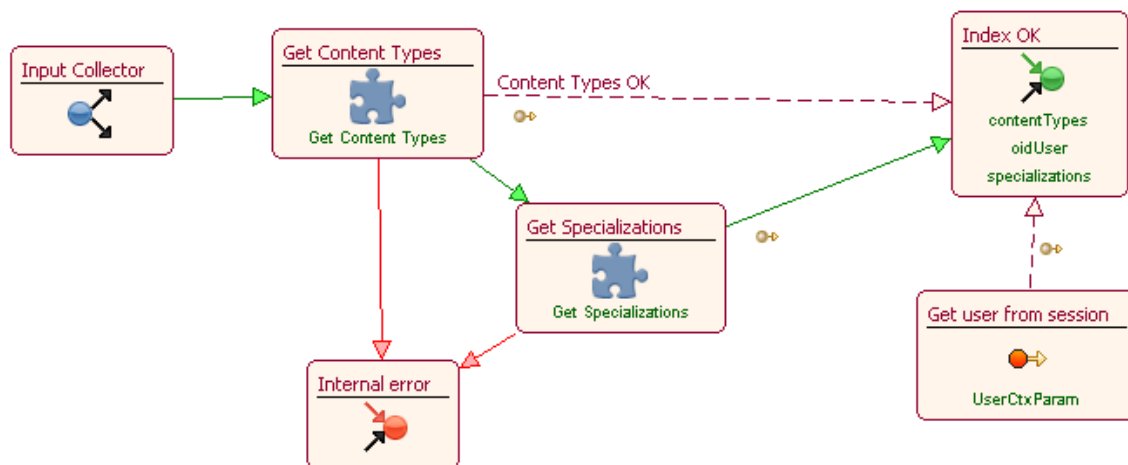 Input Collector
Get Content Types
Get Content Types
Content Types OK
Index OK
contentTypes
oidUser
specializations
Get Specializations
Get Specializations
Get user from session
UserCtxParam
Internal error